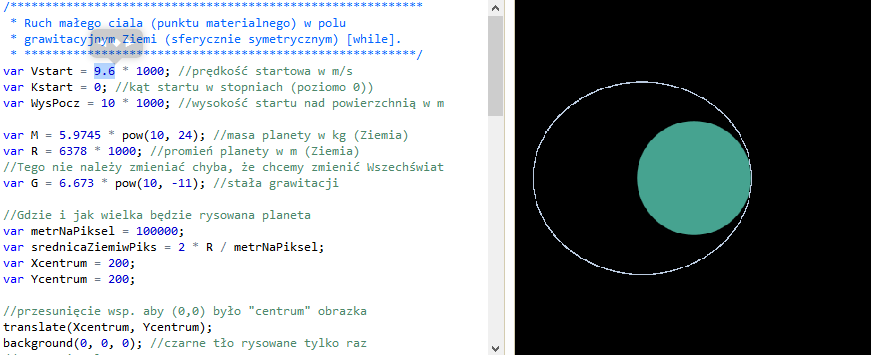 /*************************************************************
* Ruch małego ciala (punktu materialnego) w polu
* grawitacyjnym Ziemi (sferycznie symetrycznym) [while].
* ***********************************************************/
var Vstart = 9.6 * 1000; //prędkość startowa w m/s
var Kstart = 0; //kąt startu w stopniach (poziomo 0))
var WysPocz = 10 * 1000; //wysokość startu nad powierzchnią w m
var M = 5.9745 * pow(10, 24); //masa planety w kg (Ziemia)
var R = 6378 * 1000; //promień planety w m (Ziemia)
//Tego nie należy zmieniać chyba, że chcemy zmienić Wszechświat
var G = 6.673 * pow(10, -11); //stała grawitacji
//Gdzie i jak wielka będzie rysowana planeta
var metrNaPiksel = 100000;
var srednicaZiemiwPiks = 2 * R / metrNaPiksel;
var Xcentrum = 200;
var Ycentrum = 200;
//przesunięcie wsp. aby (0,0) było "centrum" obrazka
translate(Xcentrum, Ycentrum);
background(0, 0, 0); //czarne tło rysowane tylko raz